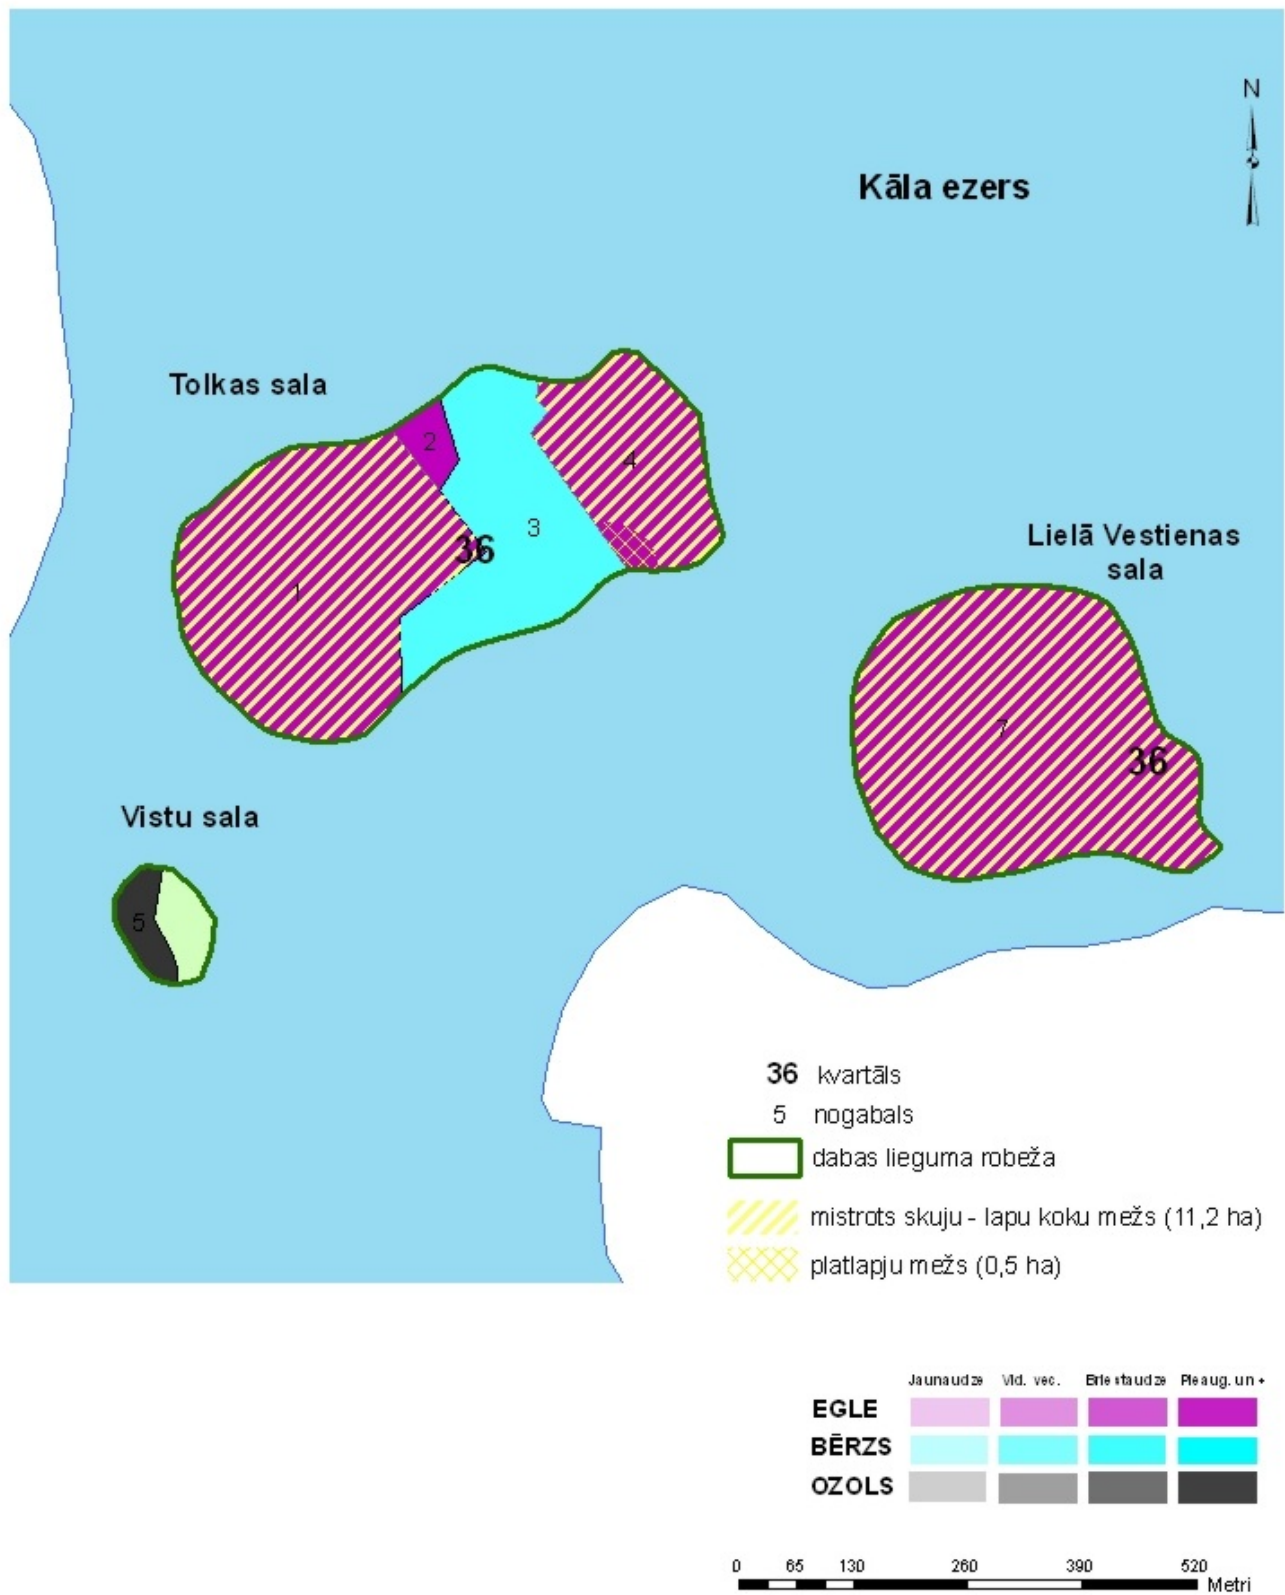 N
Kāla ezers
Tolkas sala
2
4
3
36
1
Lielā Vestienas
sala
7
36
Vistu sala
5
36 kvartāls
5 nogabals
dabas lieguma robeža
mistrots skuju - lapu koku mežs (11,2 ha)
platlapju mežs (0,5 ha)
Jaunaudze Vid. vec. Briestaudze Pieaug. un +
EGLE
BĒRZS
OZOLS
0 65 130 260 390 520
Metri